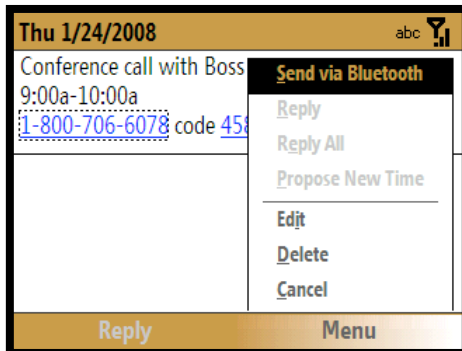 Thu 1/24/2008 abc
Conference call with Boss
9:00a-10:00a
1-800-706-6078 code 458
Send via Bluetooth
Reply
Reply All
Propose New Time
Edit
Delete
Cancel
Reply Menu